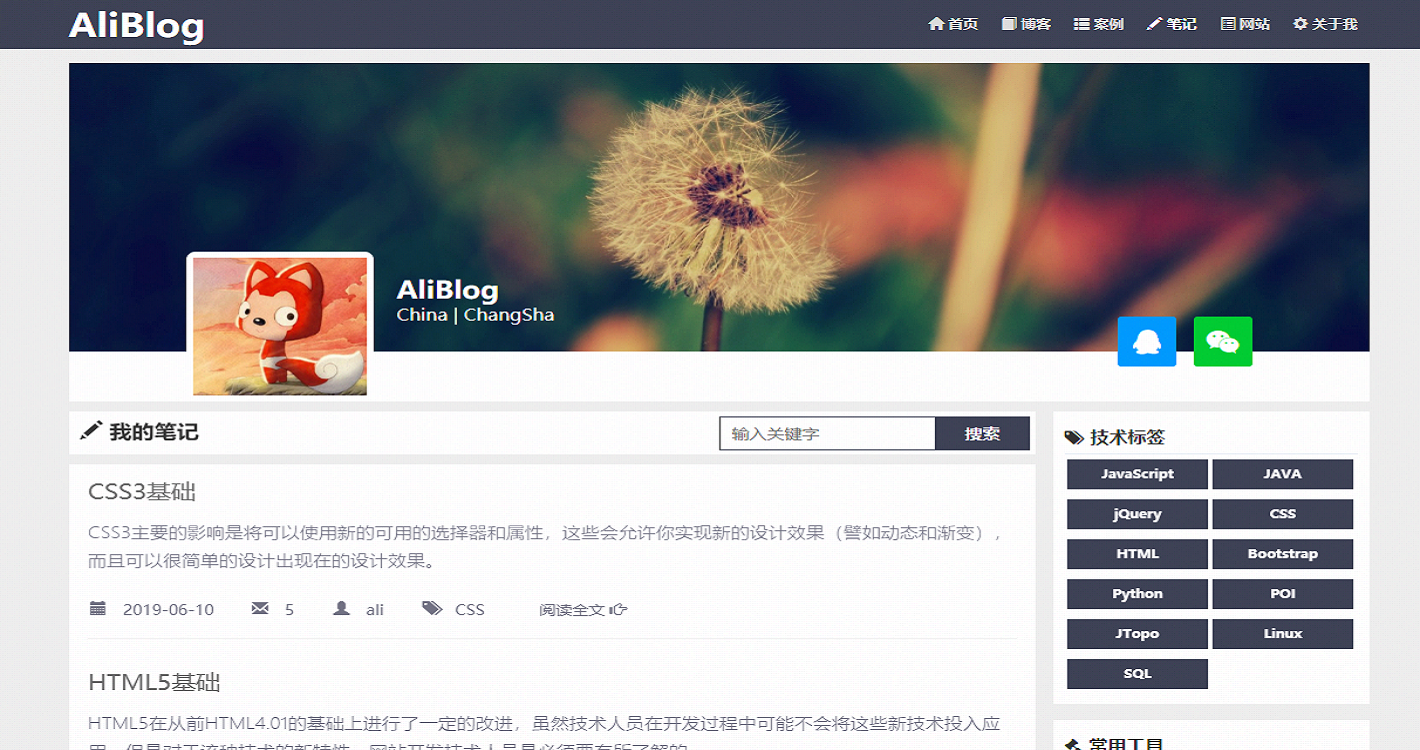 AliBlog
首页 博客 案例 笔记 网站 关于我
AliBlog
China | ChangSha
我的笔记
输入关键字 搜索
CSS3基础
CSS3主要的影响是将可以使用新的可用的选择器和属性，这些会允许你实现新的设计效果（譬如动态和渐变），
而且可以很简单的设计出现在的设计效果。
2019-06-10 5 ali CSS 阅读全文
HTML5基础
HTML5在从前HTML4.01的基础上进行了一定的改进，虽然技术人员在开发过程中可能不会将这些新技术投入应
用，但是对于这种技术的新特性，网站开发技术人员是必须要有所了解的。
技术标签
JavaScript JAVA
jQuery CSS
HTML Bootstrap
Python POI
JTopo Linux
SQL
常用工具